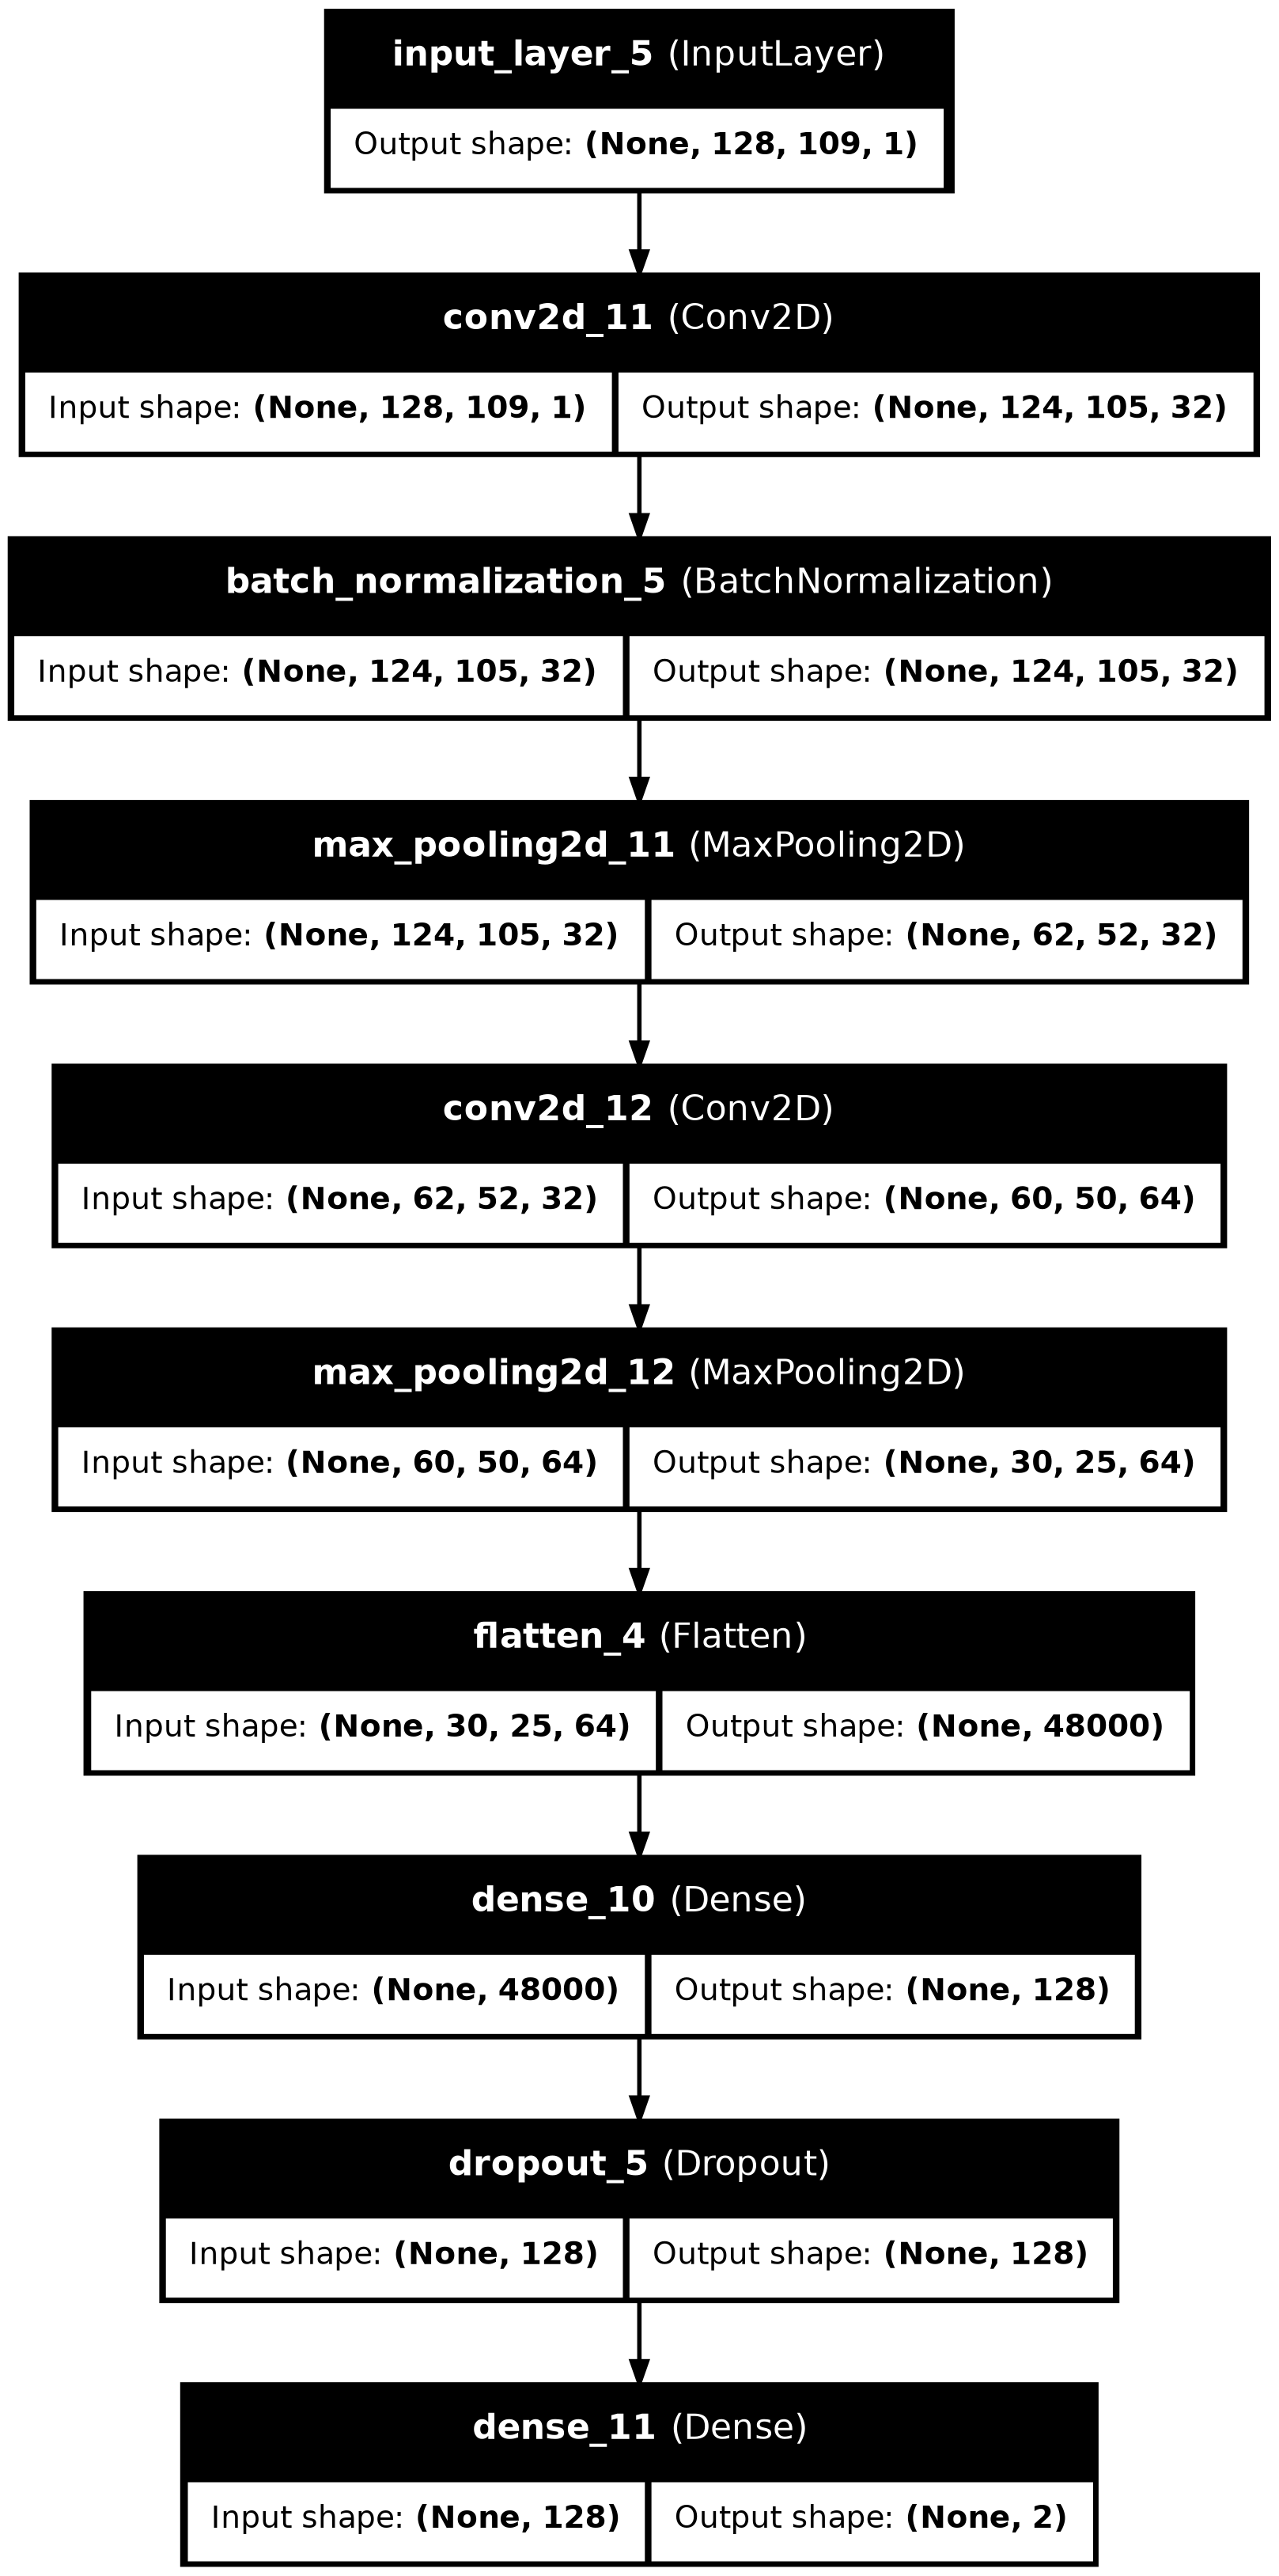 input_layer_5 (InputLayer)
Output shape: (None, 128, 109, 1)
conv2d_11 (Conv2D)
Input shape: (None, 128, 109, 1) Output shape: (None, 124, 105, 32)
batch_normalization_5 (BatchNormalization)
Input shape: (None, 124, 105, 32) Output shape: (None, 124, 105, 32)
max_pooling2d_11 (MaxPooling2D)
Input shape: (None, 124, 105, 32) Output shape: (None, 62, 52, 32)
conv2d_12 (Conv2D)
Input shape: (None, 62, 52, 32) Output shape: (None, 60, 50, 64)
max_pooling2d_12 (MaxPooling2D)
Input shape: (None, 60, 50, 64) Output shape: (None, 30, 25, 64)
flatten_4 (Flatten)
Input shape: (None, 30, 25, 64) Output shape: (None, 48000)
dense_10 (Dense)
Input shape: (None, 48000) Output shape: (None, 128)
dropout_5 (Dropout)
Input shape: (None, 128) Output shape: (None, 128)
dense_11 (Dense)
Input shape: (None, 128) Output shape: (None, 2)